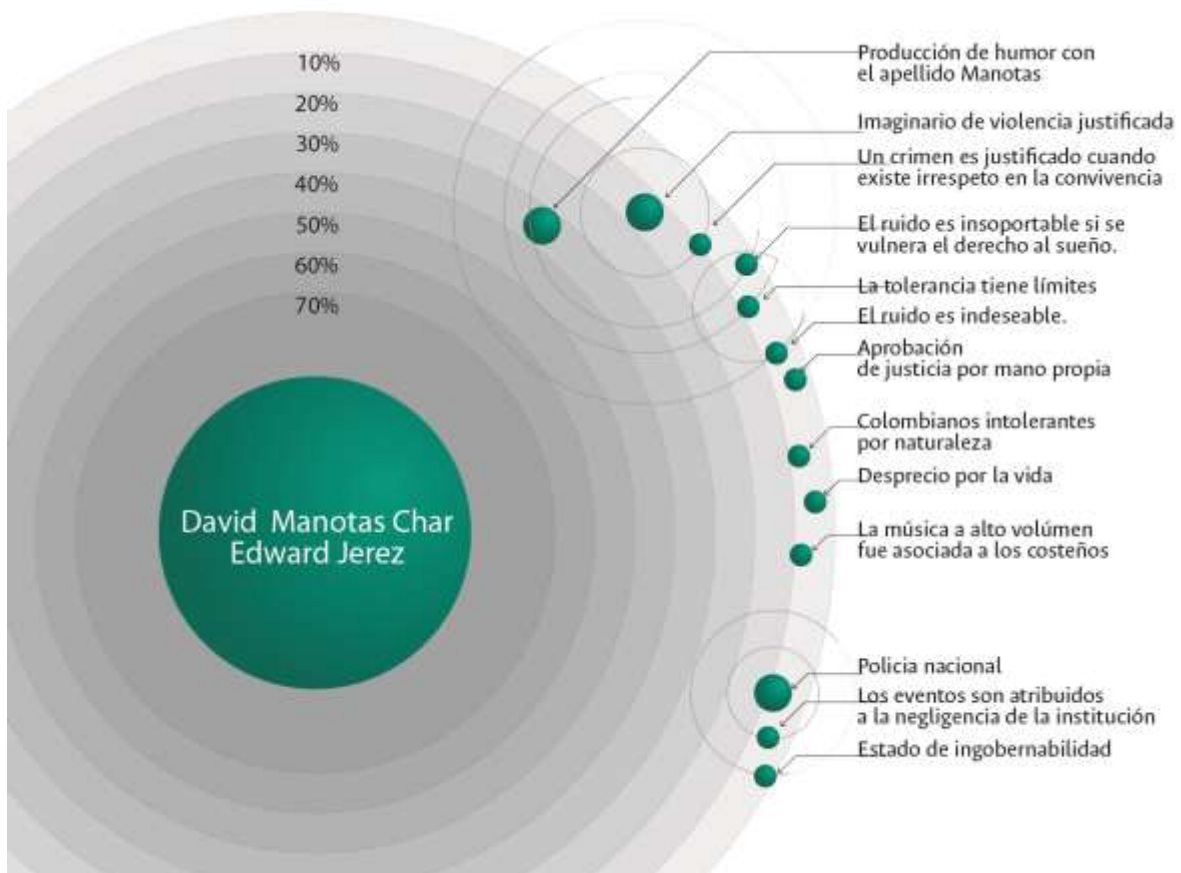 10%
20%
30%
40%
50%
60%
70%
David Manotas Char
Edward Jerez
Producción de humor con
el apellido Manotas
Imaginario de violencia justificada
Un crimen es justificado cuando
existe irrespeto en la convivencia
El ruido es insoportable si se
vulnera el derecho al sueño.
La tolerancia tiene límites
El ruido es indeseable.
Aprobación
de justicia por mano propia
Colombianos intolerantes
por naturaleza
Desprecio por la vida
La música a alto volúmen
fue asociada a los costeños
Policia nacional
Los eventos son atribuidos
a la negligencia de la institución
Estado de ingobernabilidad